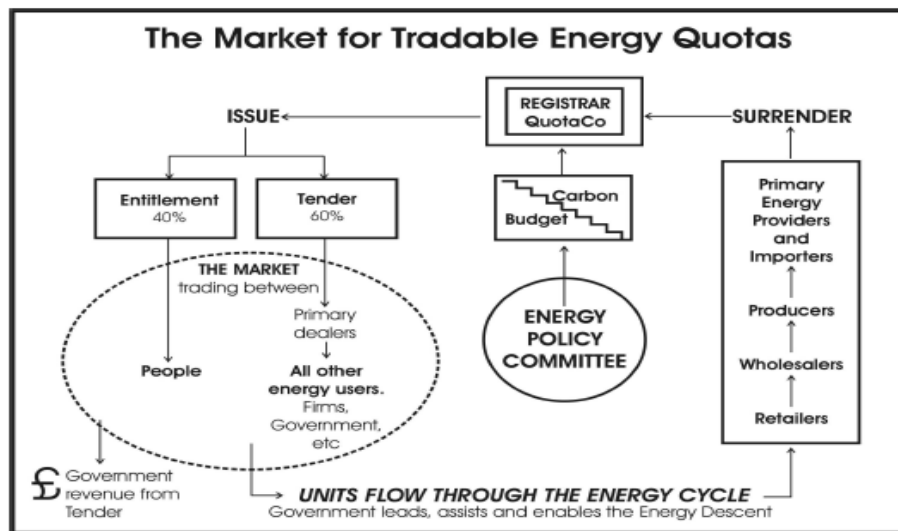 The Market for Tradable Energy Quotas
ISSUE
REGISTRAR
QuotaCo
SURRENDER
Entitlement
40%
Tender
60%
Carbon
Budget
Primary
Energy
Providers
and
Importers
THE MARKET
trading between
Primary
dealers
People
All other
energy users.
Firms,
Government,
etc
ENERGY
POLICY
COMMITTEE
Producers
Wholesalers
Retailers
£ Government
revenue from
Tender
UNITS FLOW THROUGH THE ENERGY CYCLE
Government leads, assists and enables the Energy Descent